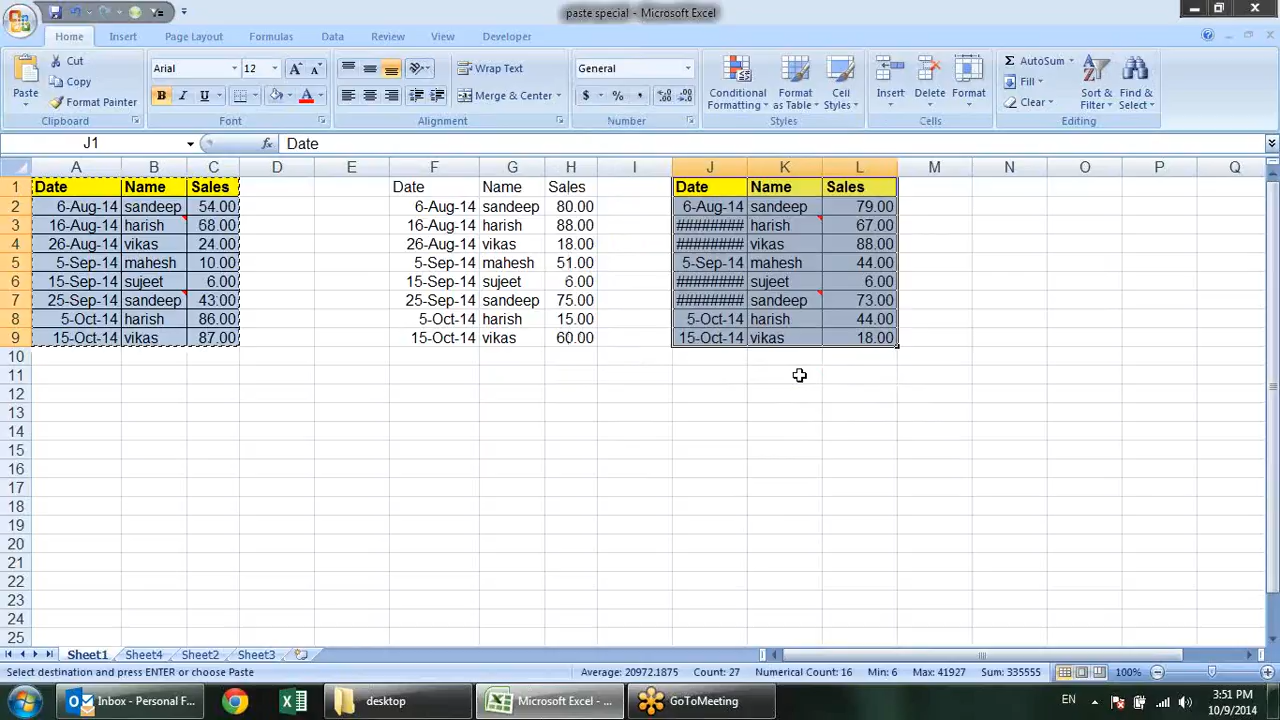 paste special - Microsoft Excel
Home Insert Page Layout Formulas Data Review View Developer
Paste Cut Copy Format Painter Clipboard
Arial 12 Font
Wrap Text Merge & Center Alignment
General $ % , Number
Conditional Formatting Format as Table Cell Styles Styles
Insert Delete Format Cells
AutoSum Fill Clear Sort & Filter Find & Select Editing
J1 fx Date
A B C D E F G H I J K L M N O P Q
1 Date Name Sales Date Name Sales Date Name Sales
2 6-Aug-14 sandeep 54.00 6-Aug-14 sandeep 80.00 6-Aug-14 sandeep 79.00
3 16-Aug-14 harish 68.00 16-Aug-14 harish 88.00 ######## harish 67.00
4 26-Aug-14 vikas 24.00 26-Aug-14 vikas 18.00 ######## vikas 88.00
5 5-Sep-14 mahesh 10.00 5-Sep-14 mahesh 51.00 5-Sep-14 mahesh 44.00
6 15-Sep-14 sujeet 6.00 15-Sep-14 sujeet 6.00 ######## sujeet 6.00
7 25-Sep-14 sandeep 43.00 25-Sep-14 sandeep 75.00 ######## sandeep 73.00
8 5-Oct-14 harish 86.00 5-Oct-14 harish 15.00 5-Oct-14 harish 44.00
9 15-Oct-14 vikas 87.00 15-Oct-14 vikas 60.00 15-Oct-14 vikas 18.00
10
11
12
13
14
15
16
17
18
19
20
21
22
23
24
25
Sheet1 Sheet4 Sheet2 Sheet3
Select destination and press ENTER or choose Paste Average: 20972.1875 Count: 27 Numerical Count: 16 Min: 6 Max: 41927 Sum: 335555 100%
Inbox - Personal F... desktop Microsoft Excel - ... GoToMeeting EN 3:51 PM
10/9/2014